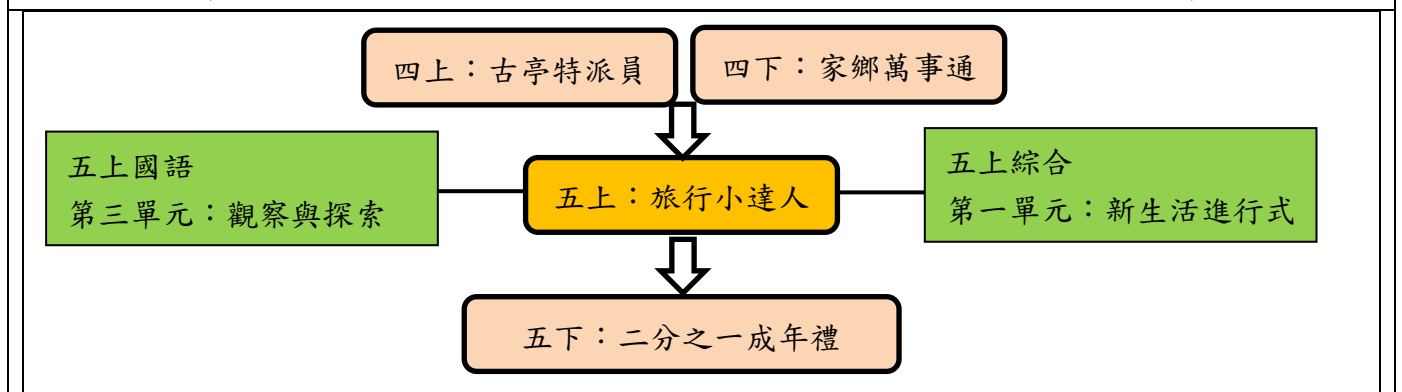 四上：古亭特派員
四下：家鄉萬事通
五上國語
第三單元：觀察與探索
五上：旅行小達人
五上綜合
第一單元：新生活進行式
五下：二分之一成年禮